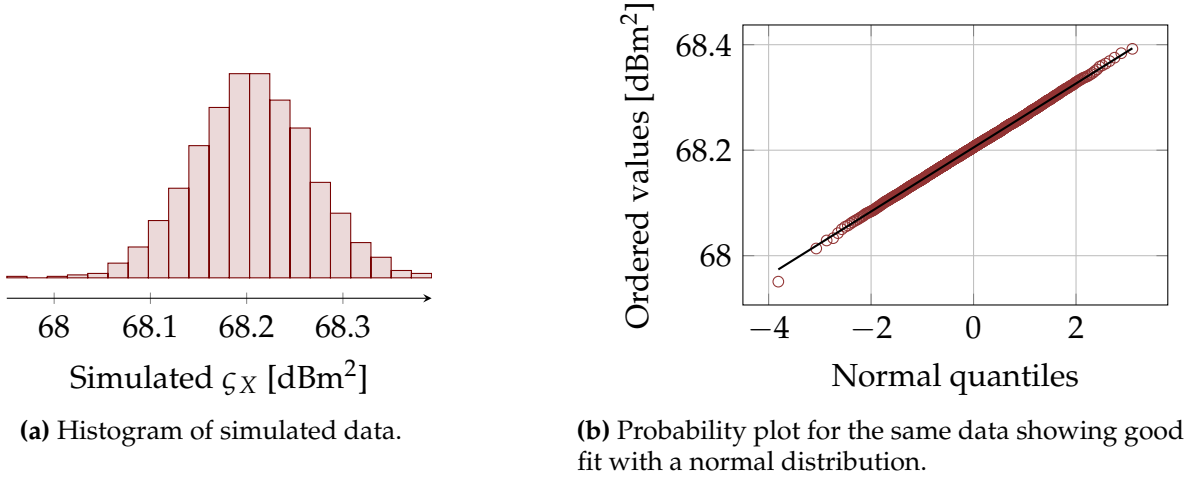 68 68.1 68.2 68.3
Simulated ςX [dBm²]
(a) Histogram of simulated data.
Ordered values [dBm²]
68.4
68.2
68
−4 −2 0 2
Normal quantiles
(b) Probability plot for the same data showing good
fit with a normal distribution.